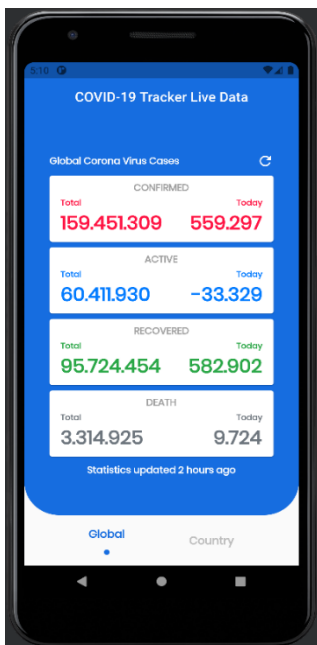 5:10
COVID-19 Tracker Live Data
Global Corona Virus Cases
CONFIRMED
Total Today
159.451.309 559.297
ACTIVE
Total Today
60.411.930 -33.329
RECOVERED
Total Today
95.724.454 582.902
DEATH
Total Today
3.314.925 9.724
Statistics updated 2 hours ago
Global Country